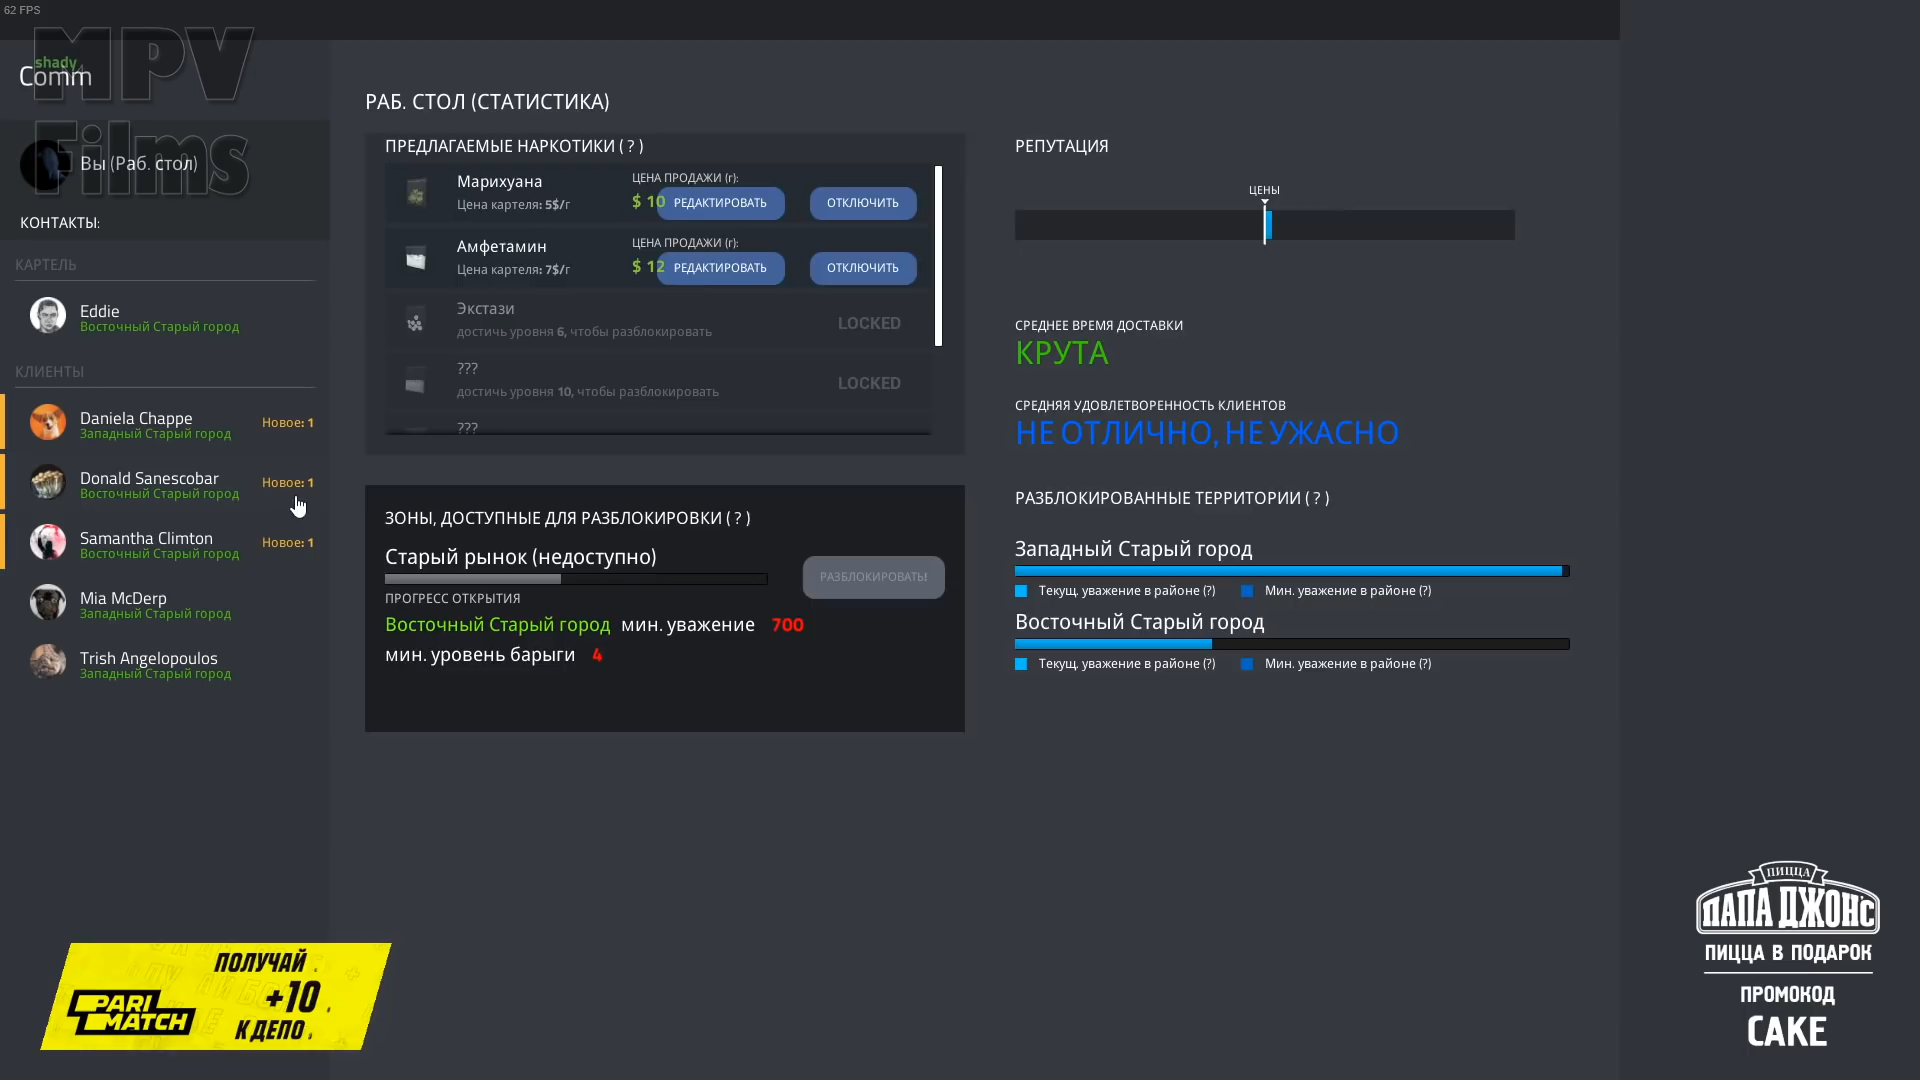 62 FPS
MPV
Films
shady
Comm
Вы (Раб. стол)
КОНТАКТЫ:
КАРТЕЛЬ
Eddie
Восточный Старый город
КЛИЕНТЫ
Daniela Chappe
Западный Старый город
Новое: 1
Donald Sanescobar
Восточный Старый город
Новое: 1
Samantha Climton
Восточный Старый город
Новое: 1
Mia McDerp
Западный Старый город
Trish Angelopoulos
Западный Старый город
РАБ. СТОЛ (СТАТИСТИКА)
ПРЕДЛАГАЕМЫЕ НАРКОТИКИ ( ? )
Марихуана
Цена картеля: 5$/г
ЦЕНА ПРОДАЖИ (г):
$ 10
РЕДАКТИРОВАТЬ
ОТКЛЮЧИТЬ
Амфетамин
Цена картеля: 7$/г
ЦЕНА ПРОДАЖИ (г):
$ 12
РЕДАКТИРОВАТЬ
ОТКЛЮЧИТЬ
Экстази
достичь уровня 6, чтобы разблокировать
LOCKED
???
достичь уровня 10, чтобы разблокировать
LOCKED
???
ЗОНЫ, ДОСТУПНЫЕ ДЛЯ РАЗБЛОКИРОВКИ ( ? )
Старый рынок (недоступно)
РАЗБЛОКИРОВАТЬ!
ПРОГРЕСС ОТКРЫТИЯ
Восточный Старый город мин. уважение 700
мин. уровень барыги 4
РЕПУТАЦИЯ
ЦЕНЫ
СРЕДНЕЕ ВРЕМЯ ДОСТАВКИ
КРУТА
СРЕДНЯЯ УДОВЛЕТВОРЕННОСТЬ КЛИЕНТОВ
НЕ ОТЛИЧНО, НЕ УЖАСНО
РАЗБЛОКИРОВАННЫЕ ТЕРРИТОРИИ ( ? )
Западный Старый город
Текущ. уважение в районе (?) Мин. уважение в районе (?)
Восточный Старый город
Текущ. уважение в районе (?) Мин. уважение в районе (?)
PARI
MATCH
ПОЛУЧАЙ
+10
К ДЕПО
ПИЦЦА
ПАПА ДЖОНС
ПИЦЦА В ПОДАРОК
ПРОМОКОД
CAKE